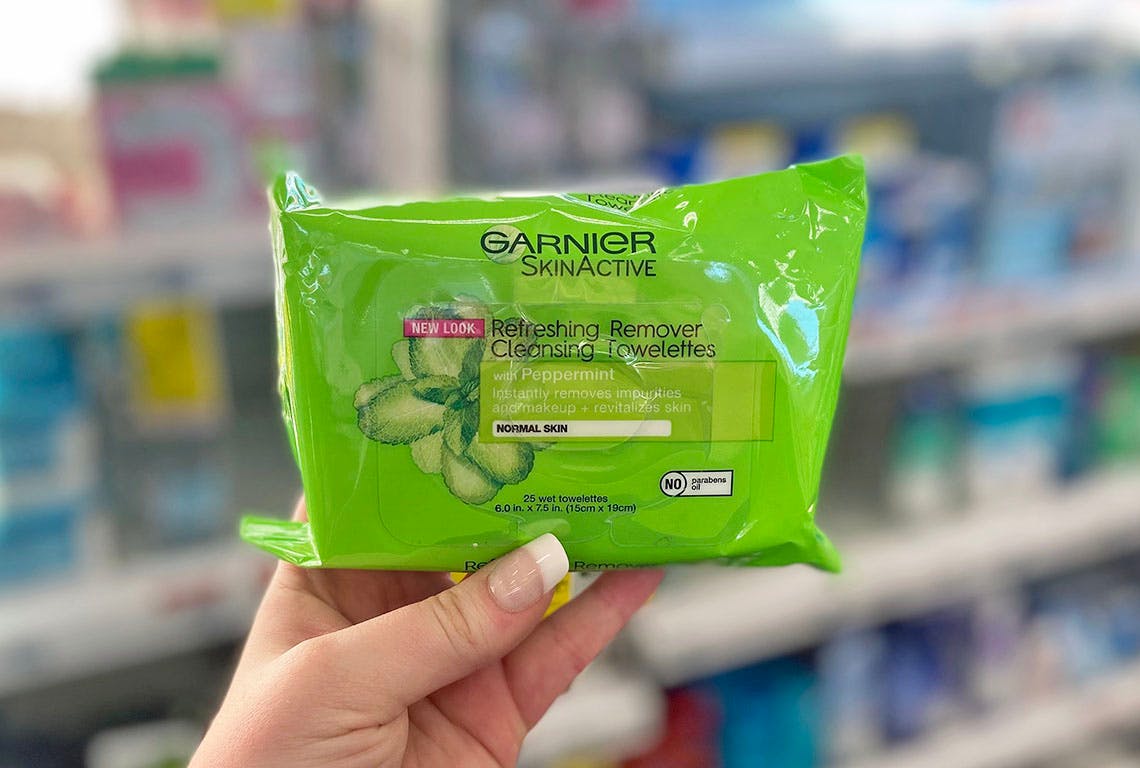 GARNIER
SKINACTIVE
NEW LOOK
Refreshing Remover
Cleansing Towelettes
with Peppermint
Instantly removes impurities
and makeup + revitalizes skin
NORMAL SKIN
NO parabens
oil
25 wet towelettes
6.0 in. x 7.5 in. (15cm x 19cm)